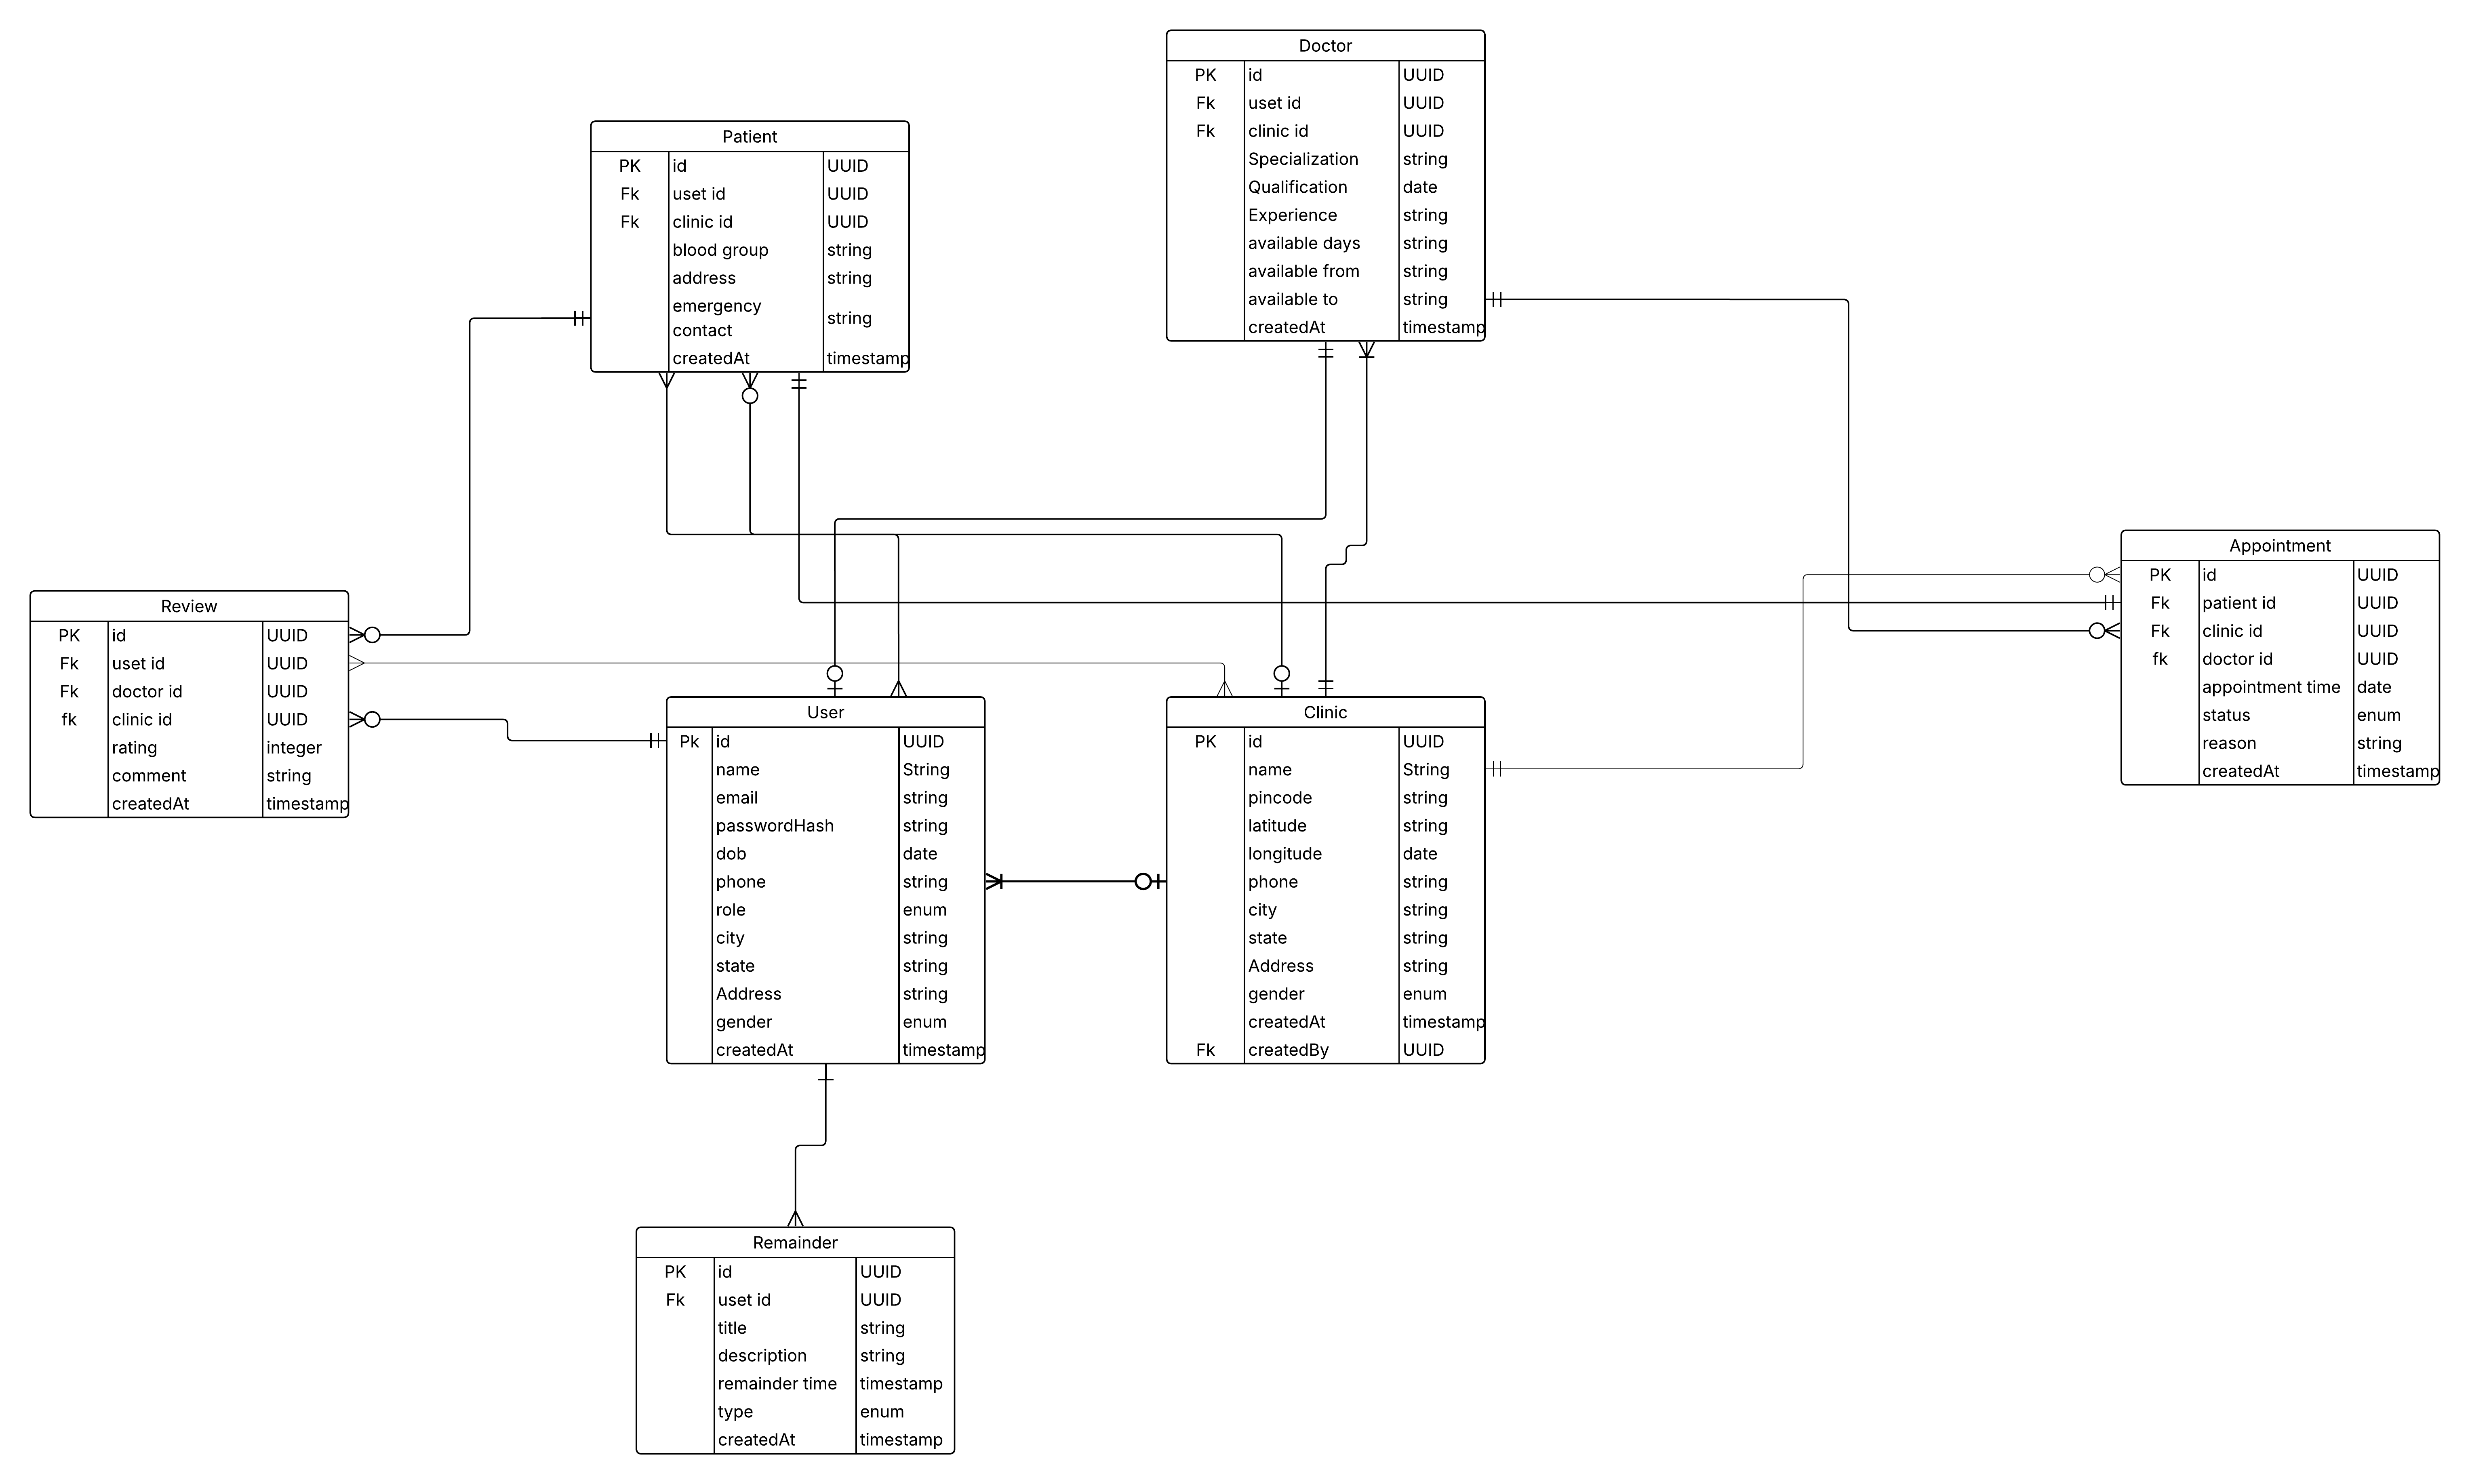 Doctor
PK id UUID
Fk uset id UUID
Fk clinic id UUID
Specialization string
Qualification date
Experience string
available days string
available from string
available to string
createdAt timestamp
Patient
PK id UUID
Fk uset id UUID
Fk clinic id UUID
blood group string
address string
emergency
contact string
createdAt timestamp
Appointment
PK id UUID
Fk patient id UUID
Fk clinic id UUID
fk doctor id UUID
appointment time date
status enum
reason string
createdAt timestamp
Review
PK id UUID
Fk uset id UUID
Fk doctor id UUID
fk clinic id UUID
rating integer
comment string
createdAt timestamp
User
Pk id UUID
name String
email string
passwordHash string
dob date
phone string
role enum
city string
state string
Address string
gender enum
createdAt timestamp
Clinic
PK id UUID
name String
pincode string
latitude string
longitude date
phone string
city string
state string
Address string
gender enum
createdAt timestamp
Fk createdBy UUID
Remainder
PK id UUID
Fk uset id UUID
title string
description string
remainder time timestamp
type enum
createdAt timestamp